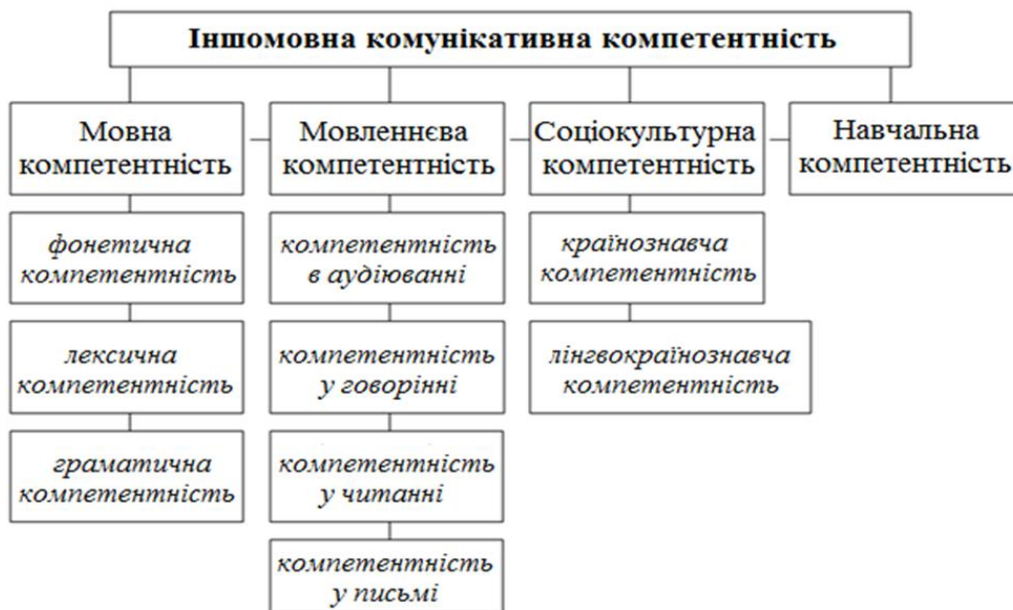 Іншомовна комунікативна компетентність
Мовна
компетентність
фонетична
компетентність
лексична
компетентність
граматична
компетентність
Мовленнєва
компетентність
компетентність
в аудіюванні
компетентність
у говорінні
компетентність
у читанні
компетентність
у письмі
Соціокультурна
компетентність
країнознавча
компетентність
лінгвокраїнознавча
компетентність
Навчальна
компетентність